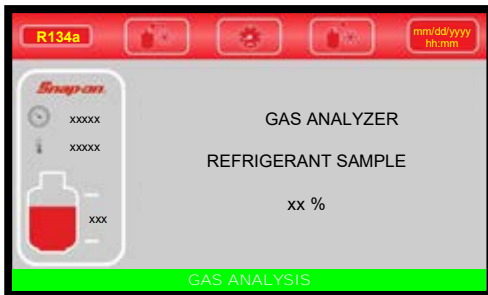 R134a
mm/dd/yyyy
hh:mm
Snap-on
xxxxx
xxxxx
xxx
GAS ANALYZER
REFRIGERANT SAMPLE
xx %
GAS ANALYSIS